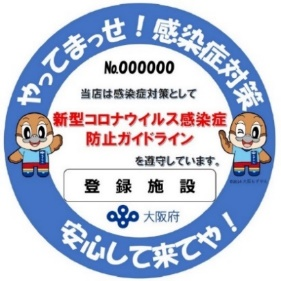 やってまっせ！感染症対策
No.000000
当店は感染症対策として
新型コロナウイルス感染症
防止ガイドライン
を遵守しています。
登録施設
大阪府
安心して来てや！